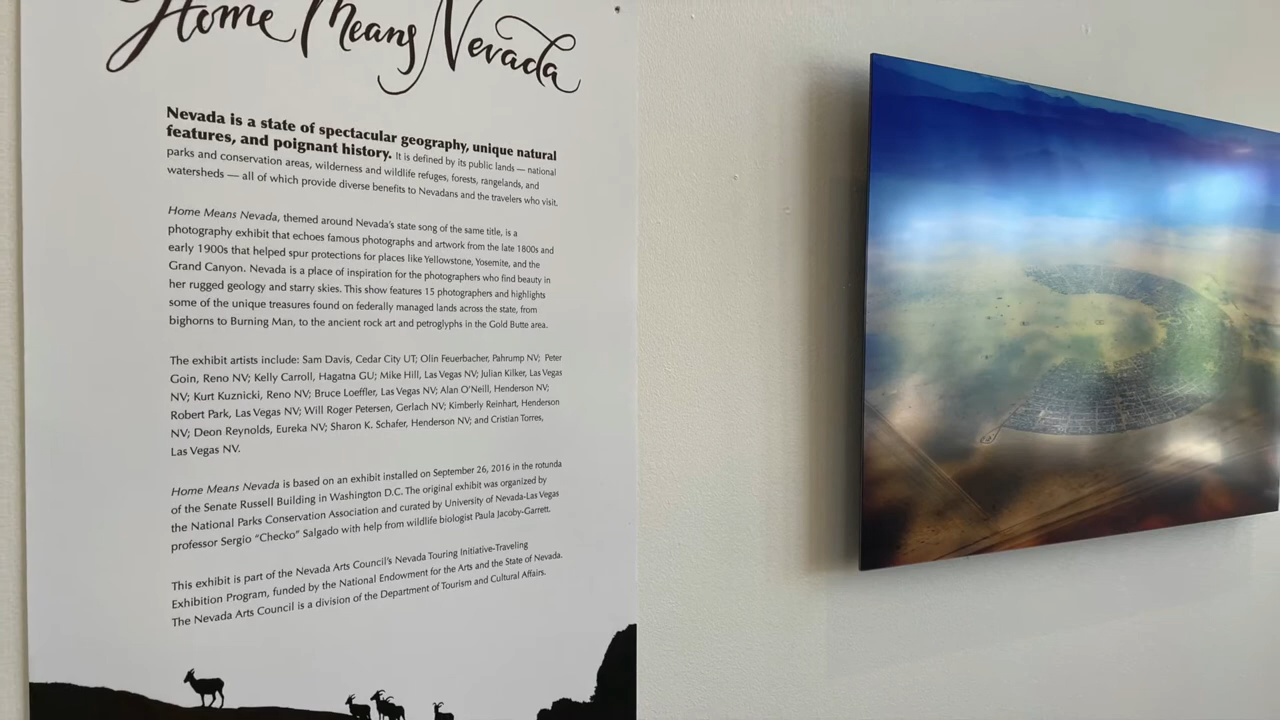 Home Means Nevada
Nevada is a state of spectacular geography, unique natural
features, and poignant history. It is defined by its public lands — national
parks and conservation areas, wilderness and wildlife refuges, forests, rangelands, and
watersheds — all of which provide diverse benefits to Nevadans and the travelers who visit.
Home Means Nevada, themed around Nevada's state song of the same title, is a
photography exhibit that echoes famous photographs and artwork from the late 1800s and
early 1900s that helped spur protections for places like Yellowstone, Yosemite, and the
Grand Canyon. Nevada is a place of inspiration for the photographers who find beauty in
her rugged geology and starry skies. This show features 15 photographers and highlights
some of the unique treasures found on federally managed lands across the state, from
bighorns to Burning Man, to the ancient rock art and petroglyphs in the Gold Butte area.
The exhibit artists include: Sam Davis, Cedar City UT; Olin Feuerbacher, Pahrump NV; Peter
Goin, Reno NV; Kelly Carroll, Hagatna GU; Mike Hill, Las Vegas NV; Julian Kilker, Las Vegas
NV; Kurt Kuznicki, Reno NV; Bruce Loeffler, Las Vegas NV; Alan O'Neill, Henderson NV;
Robert Park, Las Vegas NV; Will Roger Petersen, Gerlach NV; Kimberly Reinhart, Henderson
NV; Deon Reynolds, Eureka NV; Sharon K. Schafer, Henderson NV; and Cristian Torres,
Las Vegas NV.
Home Means Nevada is based on an exhibit installed on September 26, 2016 in the rotunda
of the Senate Russell Building in Washington D.C. The original exhibit was organized by
the National Parks Conservation Association and curated by University of Nevada-Las Vegas
professor Sergio "Checko" Salgado with help from wildlife biologist Paula Jacoby-Garrett.
This exhibit is part of the Nevada Arts Council's Nevada Touring Initiative-Traveling
Exhibition Program, funded by the National Endowment for the Arts and the State of Nevada.
The Nevada Arts Council is a division of the Department of Tourism and Cultural Affairs.